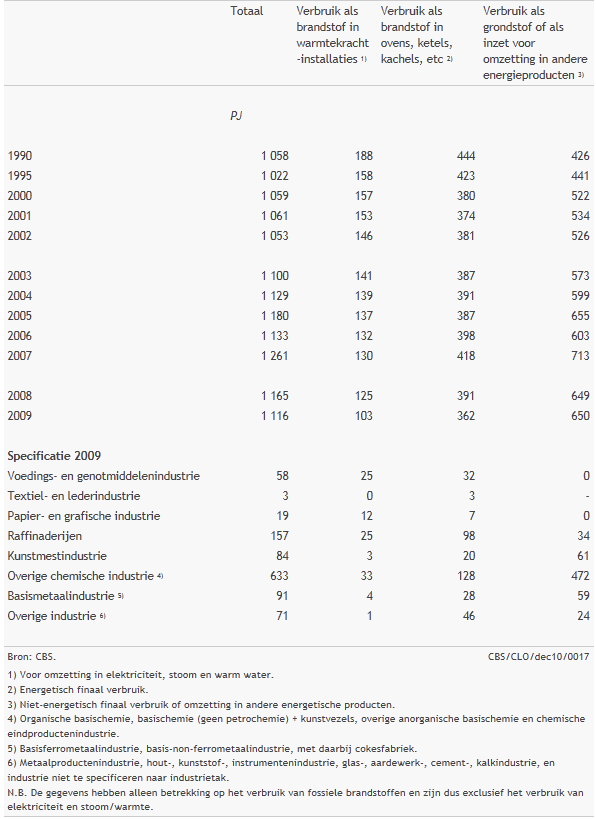 Totaal Verbruik als brandstof in warmtekracht -installaties 1) Verbruik als brandstof in ovens, ketels, kachels, etc 2) Verbruik als grondstof of als inzet voor omzetting in andere energieproducten 3)
PJ
1990 1 058 188 444 426
1995 1 022 158 423 441
2000 1 059 157 380 522
2001 1 061 153 374 534
2002 1 053 146 381 526
2003 1 100 141 387 573
2004 1 129 139 391 599
2005 1 180 137 387 655
2006 1 133 132 398 603
2007 1 261 130 418 713
2008 1 165 125 391 649
2009 1 116 103 362 650
Specificatie 2009
Voedings- en genotmiddelenindustrie 58 25 32 0
Textiel- en lederindustrie 3 0 3 -
Papier- en grafische industrie 19 12 7 0
Raffinaderijen 157 25 98 34
Kunstmestindustrie 84 3 20 61
Overige chemische industrie 4) 633 33 128 472
Basismetaalindustrie 5) 91 4 28 59
Overige industrie 6) 71 1 46 24
Bron: CBS. CBS/CLO/dec10/0017
1) Voor omzetting in elektriciteit, stoom en warm water.
2) Energetisch finaal verbruik.
3) Niet-energetisch finaal verbruik of omzetting in andere energetische producten.
4) Organische basischemie, basischemie (geen petrochemie) + kunstvezels, overige anorganische basischemie en chemische
eindproductenindustrie.
5) Basisferrometaalindustrie, basis-non-ferrometaalindustrie, met daarbij cokesfabriek.
6) Metaalproductenindustrie, hout-, kunststof-, instrumentenindustrie, glas-, aardewerk-, cement-, kalkindustrie, en
industrie niet te specificeren naar industrietak.
N.B. De gegevens hebben alleen betrekking op het verbruik van fossiele brandstoffen en zijn dus exclusief het verbruik van
elektriciteit en stoom/warmte.